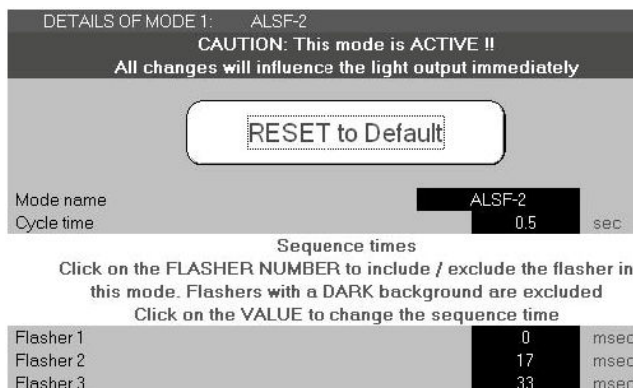 DETAILS OF MODE 1: ALSF-2
CAUTION: This mode is ACTIVE !!
All changes will influence the light output immediately
RESET to Default
Mode name ALSF-2
Cycle time 0.5 sec
Sequence times
Click on the FLASHER NUMBER to include / exclude the flasher in
this mode. Flashers with a DARK background are excluded
Click on the VALUE to change the sequence time
Flasher 1 0 msec
Flasher 2 17 msec
Flasher 3 33 msec